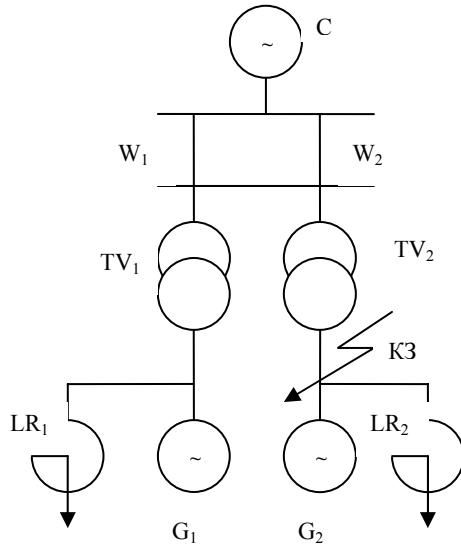 C
~
W₁
W₂
TV₁
TV₂
КЗ
LR₁
LR₂
~
~
G₁
G₂